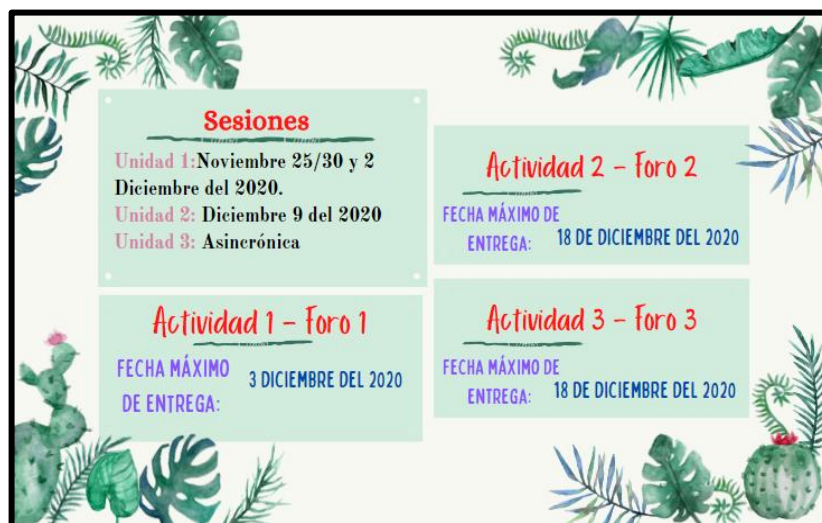 Sesiones
Unidad 1:Noviembre 25/30 y 2
Diciembre del 2020.
Unidad 2: Diciembre 9 del 2020
Unidad 3: Asincrónica
Actividad 1 - Foro 1
FECHA MÁXIMO
DE ENTREGA:
3 DICIEMBRE DEL 2020
Actividad 2 - Foro 2
FECHA MÁXIMO DE
ENTREGA:
18 DE DICIEMBRE DEL 2020
Actividad 3 - Foro 3
FECHA MÁXIMO DE
ENTREGA:
18 DE DICIEMBRE DEL 2020